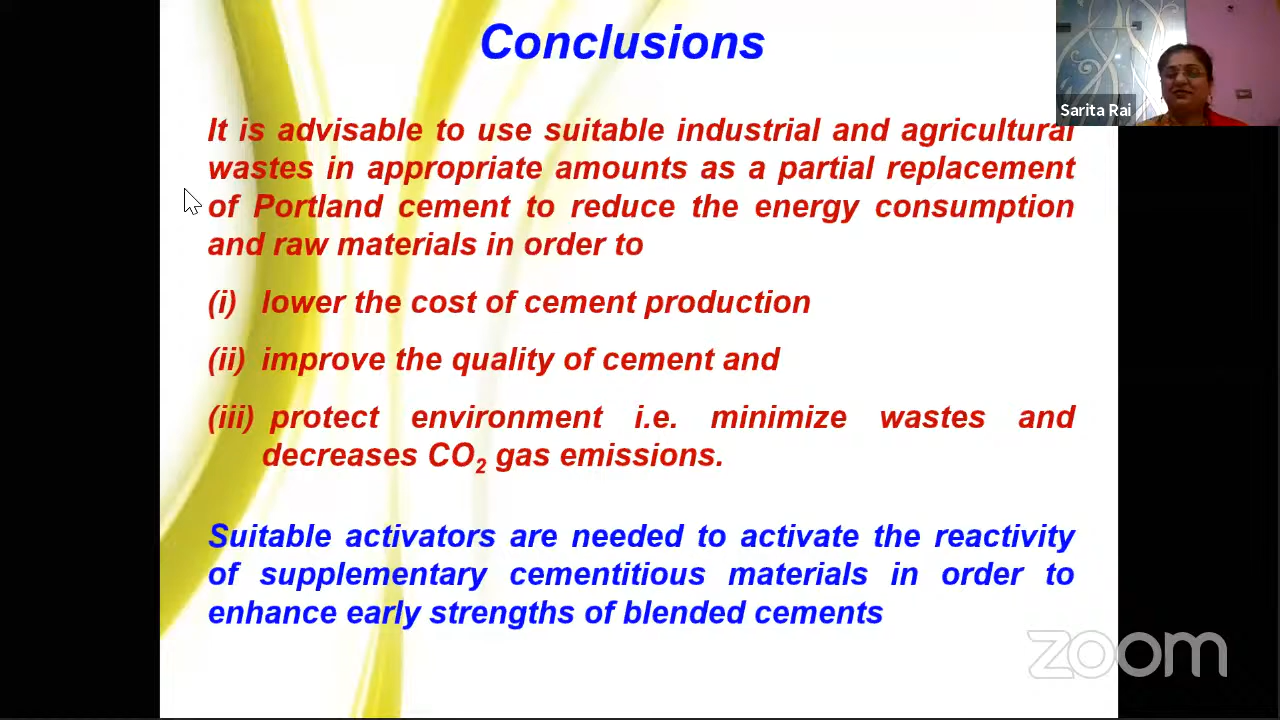 Conclusions
Sarita Rai
It is advisable to use suitable industrial and agricultural
wastes in appropriate amounts as a partial replacement
of Portland cement to reduce the energy consumption
and raw materials in order to
(i) lower the cost of cement production
(ii) improve the quality of cement and
(iii) protect environment i.e. minimize wastes and
decreases CO2 gas emissions.
Suitable activators are needed to activate the reactivity
of supplementary cementitious materials in order to
enhance early strengths of blended cements
zoom